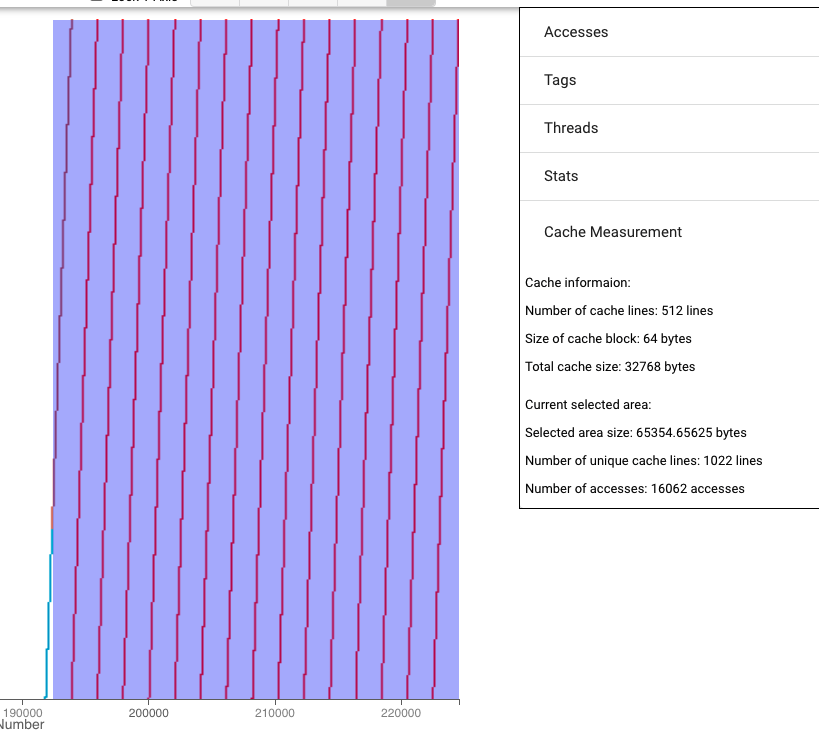 Accesses
Tags
Threads
Stats
Cache Measurement
Cache informaion:
Number of cache lines: 512 lines
Size of cache block: 64 bytes
Total cache size: 32768 bytes
Current selected area:
Selected area size: 65354.65625 bytes
Number of unique cache lines: 1022 lines
Number of accesses: 16062 accesses
190000 200000 210000 220000
Number